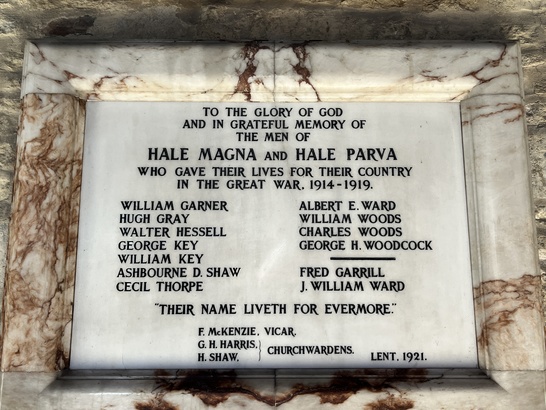 TO THE GLORY OF GOD
AND IN GRATEFUL MEMORY OF
THE MEN OF
HALE MAGNA AND HALE PARVA
WHO GAVE THEIR LIVES FOR THEIR COUNTRY
IN THE GREAT WAR, 1914-1919.
WILLIAM GARNER
HUGH GRAY
WALTER HESSELL
GEORGE KEY
WILLIAM KEY
ASHBOURNE D. SHAW
CECIL THORPE
ALBERT E. WARD
WILLIAM WOODS
CHARLES WOODS
GEORGE H. WOODCOCK
FRED GARRILL
J. WILLIAM WARD
"THEIR NAME LIVETH FOR EVERMORE."
F. McKENZIE, VICAR.
G. H. HARRIS,
H. SHAW,
CHURCHWARDENS.
LENT, 1921.